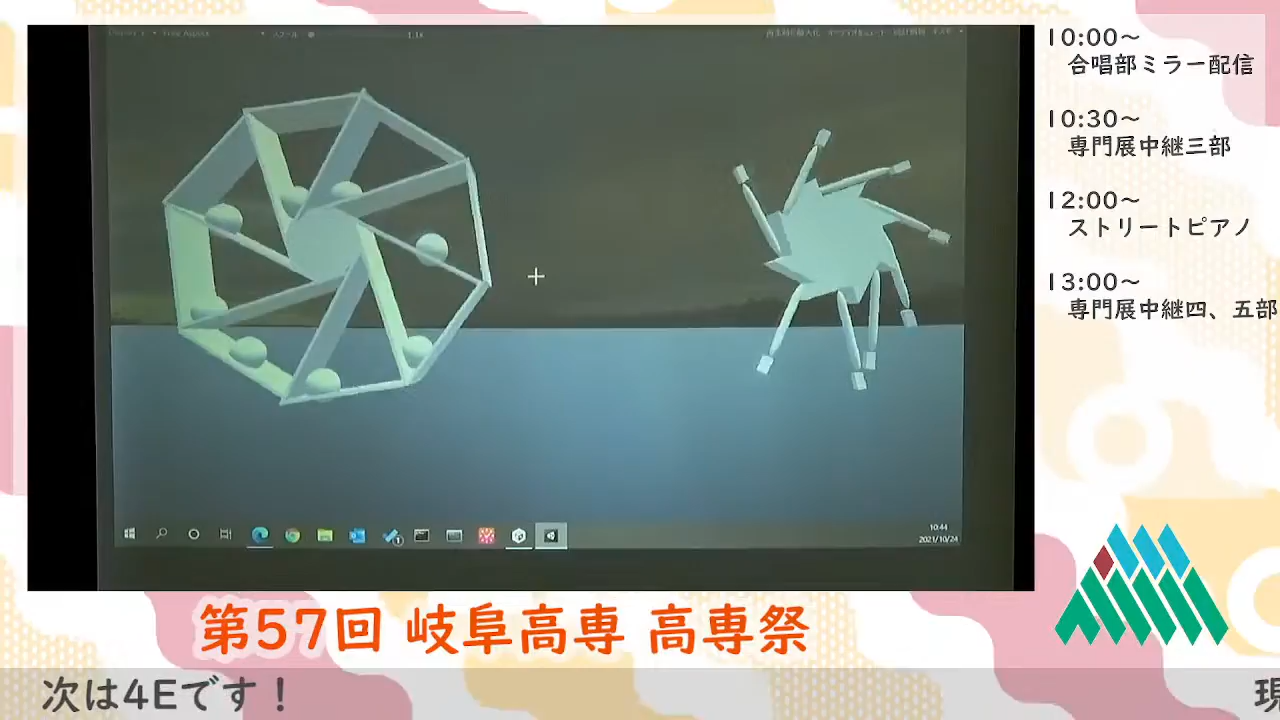 10:00～
合唱部ミラー配信
10:30～
専門展中継三部
12:00～
ストリートピアノ
13:00～
専門展中継四、五部
10:44
2021/10/24
第57回 岐阜高専 高専祭
次は4Eです！
現